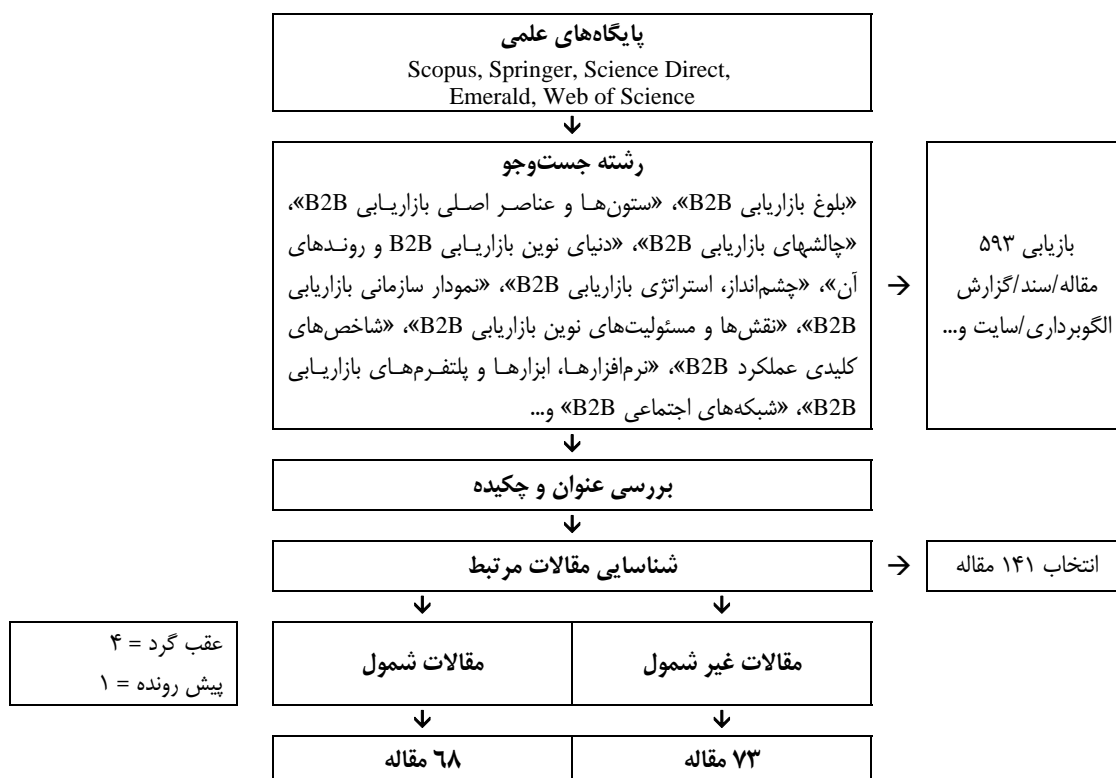 پایگاه‌های علمی
Scopus, Springer, Science Direct,
Emerald, Web of Science
رشته جست‌وجو
«بلوغ بازاریابی B2B»، «ستون‌ها و عناصر اصلی بازاریابی B2B»،
«چالشهای بازاریابی B2B»، «دنیای نوین بازاریابی B2B و روندهای
آن»، «چشم‌انداز، استراتژی بازاریابی B2B»، «نمودار سازمانی بازاریابی
B2B»، «نقش‌ها و مسئولیت‌های نوین بازاریابی B2B»، «شاخص‌های
کلیدی عملکرد B2B»، «نرم‌افزارها، ابزارها و پلتفرم‌های بازاریابی
B2B»، «شبکه‌های اجتماعی B2B» و...
بازیابی ۵۹۳
مقاله/سند/گزارش
الگوبرداری/سایت و...
بررسی عنوان و چکیده
شناسایی مقالات مرتبط
انتخاب ۱۴۱ مقاله
مقالات غیر شمول
مقالات شمول
عقب گرد = ۴
پیش رونده = ۱
۷۳ مقاله
۶۸ مقاله